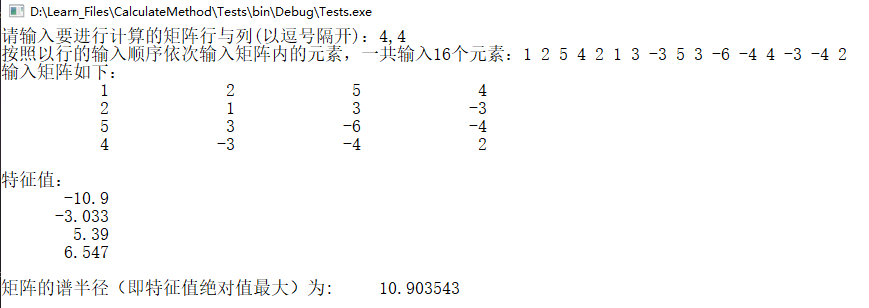 D:\Learn_Files\CalculateMethod\Tests\bin\Debug\Tests.exe
请输入要进行计算的矩阵行与列(以逗号隔开): 4,4
按照以行的输入顺序依次输入矩阵内的元素，一共输入16个元素: 1 2 5 4 2 1 3 -3 5 3 -6 -4 4 -3 -4 2
输入矩阵如下:
1 2 5 4
2 1 3 -3
5 3 -6 -4
4 -3 -4 2
特征值:
-10.9
-3.033
5.39
6.547
矩阵的谱半径（即特征值绝对值最大）为: 10.903543